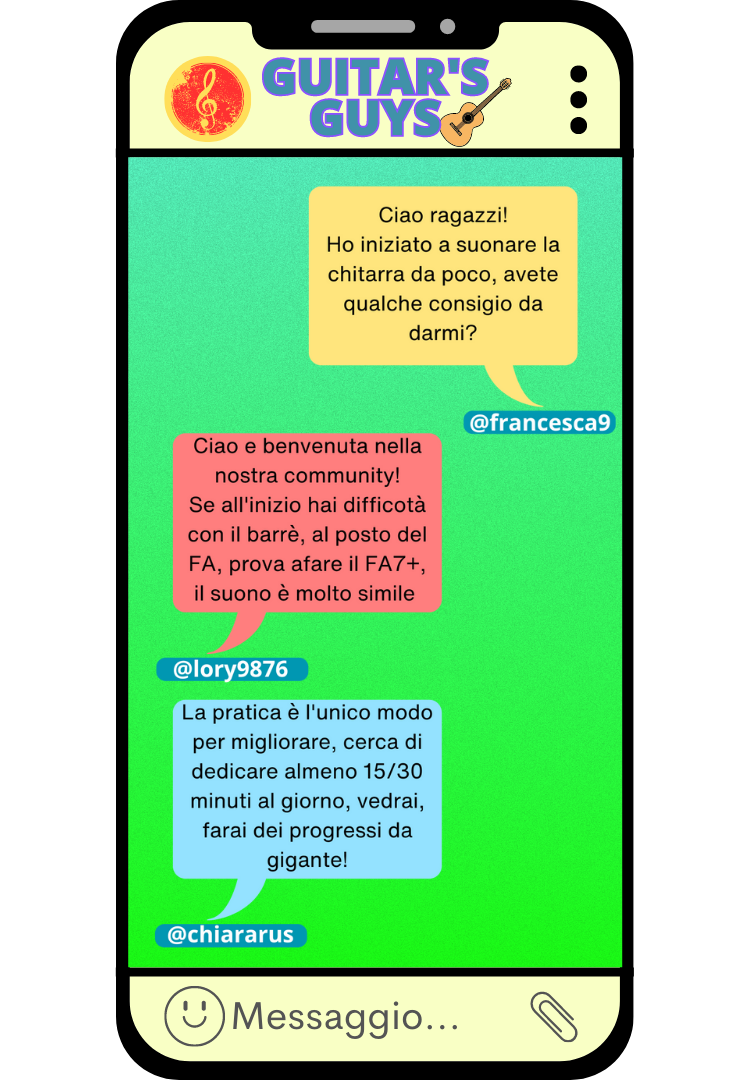 GUITAR'S
GUYS
Ciao ragazzi!
Ho iniziato a suonare la
chitarra da poco, avete
qualche consigio da
darmi?
@francesca9
Ciao e benvenuta nella
nostra community!
Se all'inizio hai difficotà
con il barrè, al posto del
FA, prova afare il FA7+,
il suono è molto simile
@lory9876
La pratica è l'unico modo
per migliorare, cerca di
dedicare almeno 15/30
minuti al giorno, vedrai,
farai dei progressi da
gigante!
@chiararus
Messaggio...